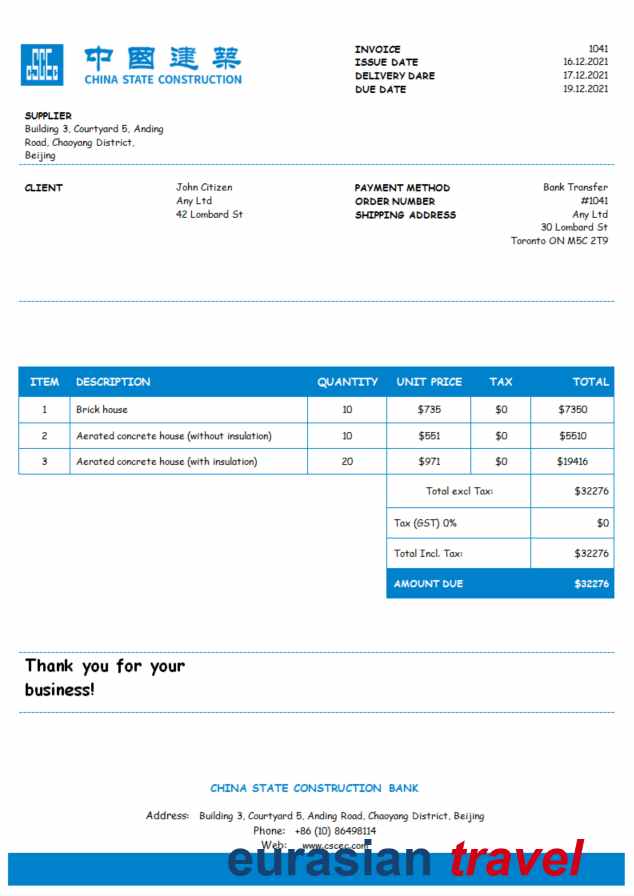 CSCEC
中國建築
CHINA STATE CONSTRUCTION
INVOICE 1041
ISSUE DATE 16.12.2021
DELIVERY DARE 17.12.2021
DUE DATE 19.12.2021
SUPPLIER
Building 3, Courtyard 5, Anding
Road, Chaoyang District,
Beijing
CLIENT John Citizen PAYMENT METHOD Bank Transfer
Any Ltd ORDER NUMBER #1041
42 Lombard St SHIPPING ADDRESS Any Ltd
30 Lombard St
Toronto ON M5C 2T9
ITEM DESCRIPTION QUANTITY UNIT PRICE TAX TOTAL
1 Brick house 10 $735 $0 $7350
2 Aerated concrete house (without insulation) 10 $551 $0 $5510
3 Aerated concrete house (with insulation) 20 $971 $0 $19416
Total excl Tax: $32276
Tax (GST) 0% $0
Total Incl. Tax: $32276
AMOUNT DUE $32276
Thank you for your
business!
CHINA STATE CONSTRUCTION BANK
Address: Building 3, Courtyard 5, Anding Road, Chaoyang District, Beijing
Phone: +86 (10) 86498114
Web: www.cscec.com
eurasian travel